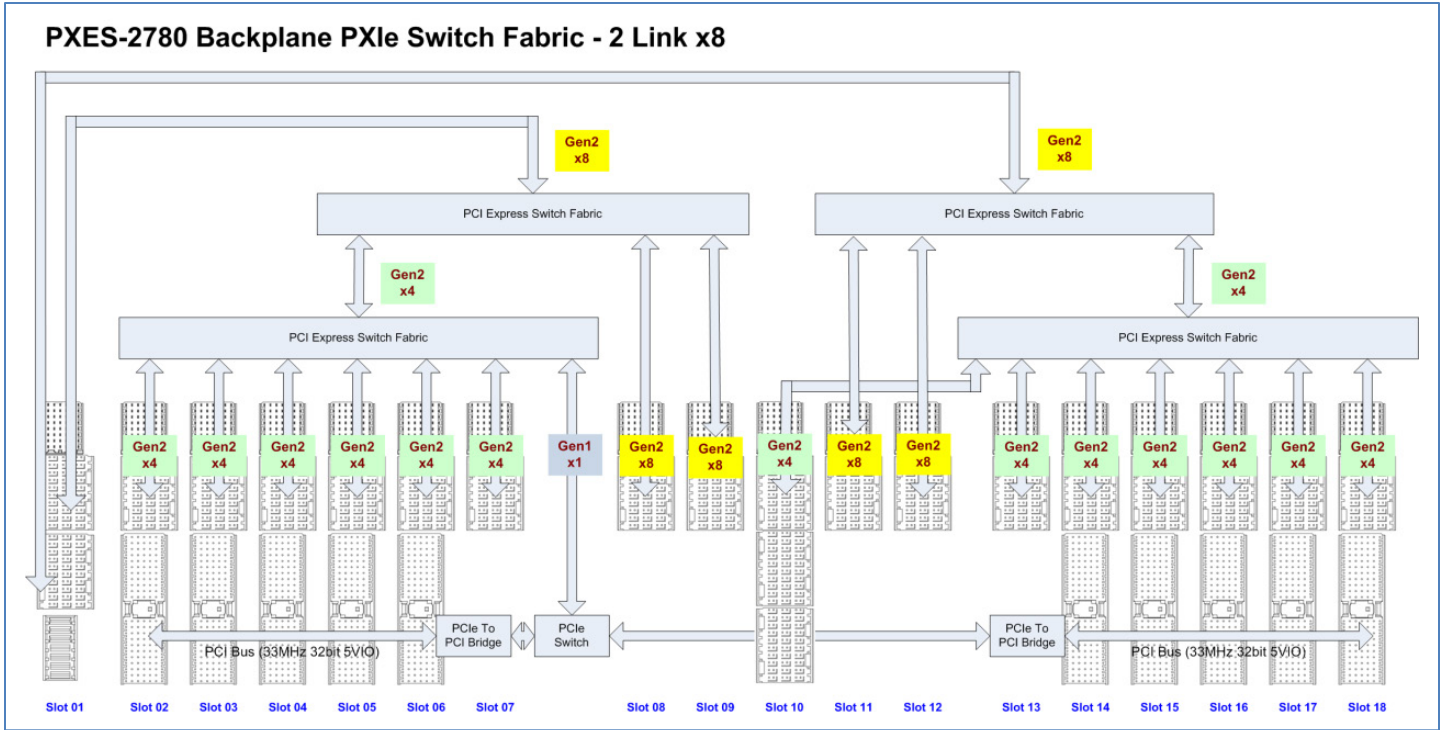 PXES-2780 Backplane PXIe Switch Fabric - 2 Link x8
Gen2
x8
Gen2
x8
PCI Express Switch Fabric
PCI Express Switch Fabric
Gen2
x4
Gen2
x4
PCI Express Switch Fabric
PCI Express Switch Fabric
Gen2
x4
Gen2
x4
Gen2
x4
Gen2
x4
Gen2
x4
Gen2
x4
Gen1
x1
Gen2
x8
Gen2
x8
Gen2
x4
Gen2
x8
Gen2
x8
Gen2
x4
Gen2
x4
Gen2
x4
Gen2
x4
Gen2
x4
Gen2
x4
PCI Bus (33MHz 32bit 5VIO)
PCIe To
PCI Bridge
PCIe
Switch
PCIe To
PCI Bridge
PCI Bus (33MHz 32bit 5VIO)
Slot 01
Slot 02
Slot 03
Slot 04
Slot 05
Slot 06
Slot 07
Slot 08
Slot 09
Slot 10
Slot 11
Slot 12
Slot 13
Slot 14
Slot 15
Slot 16
Slot 17
Slot 18